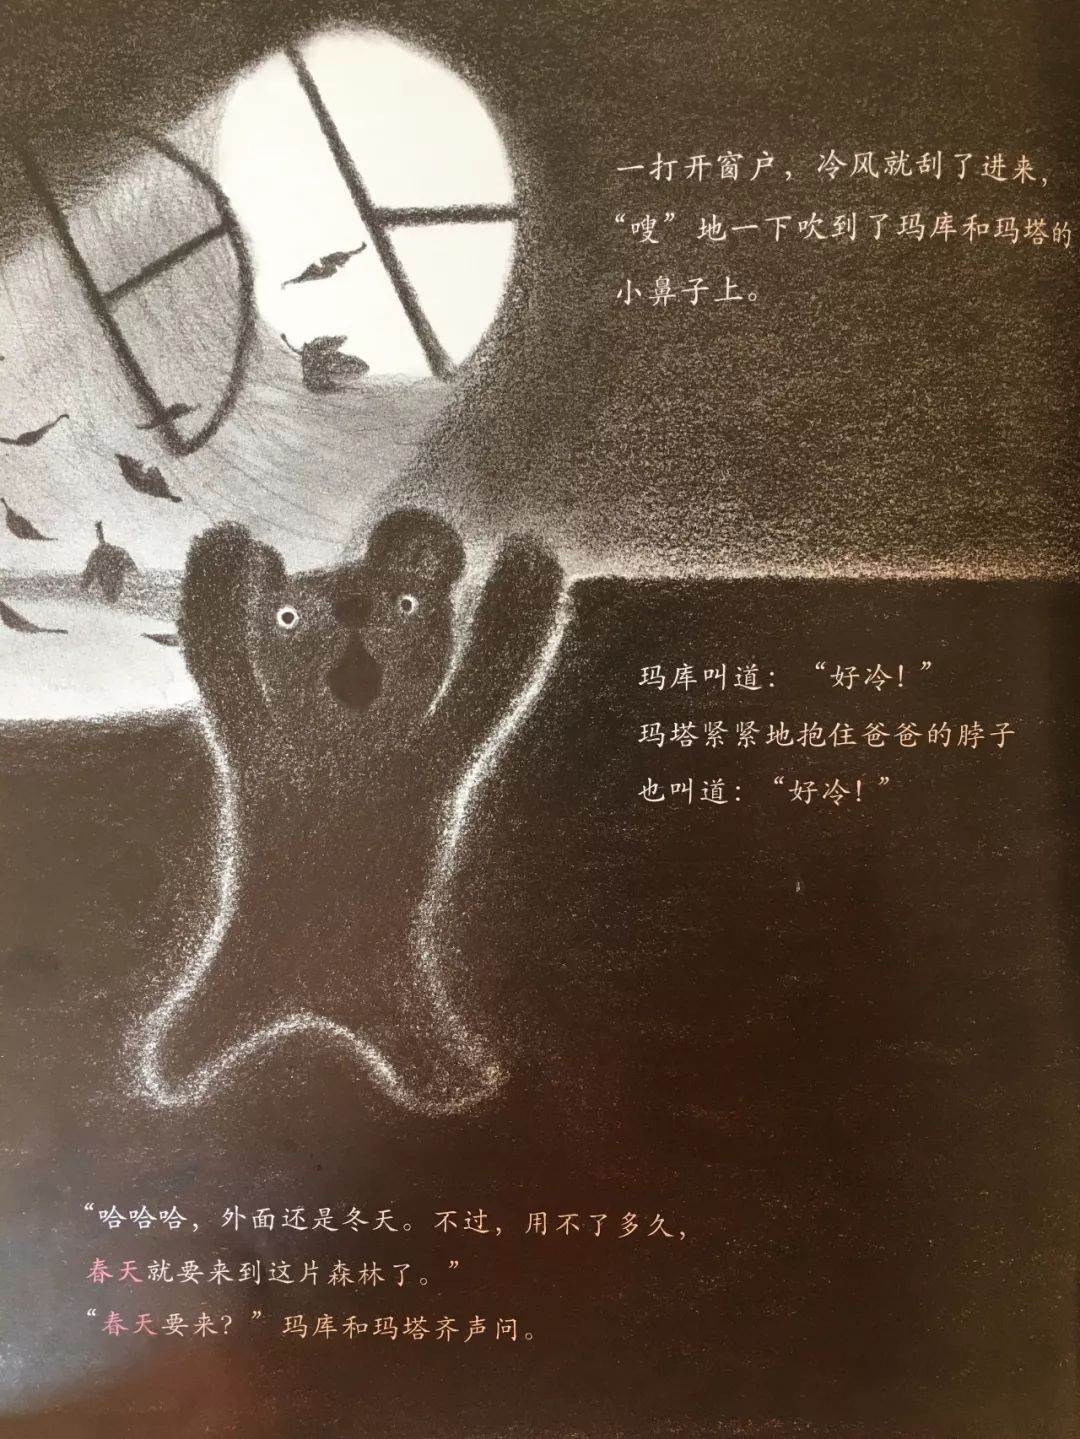 一打开窗户，冷风就刮了进来，
“嗖”地一下吹到了玛库和玛塔的
小鼻子上。
玛库叫道：“好冷！”
玛塔紧紧地抱住爸爸的脖子
也叫道：“好冷！”
“哈哈哈，外面还是冬天。不过，用不了多久，
春天就要来到这片森林了。”
“春天要来？”玛库和玛塔齐声问。